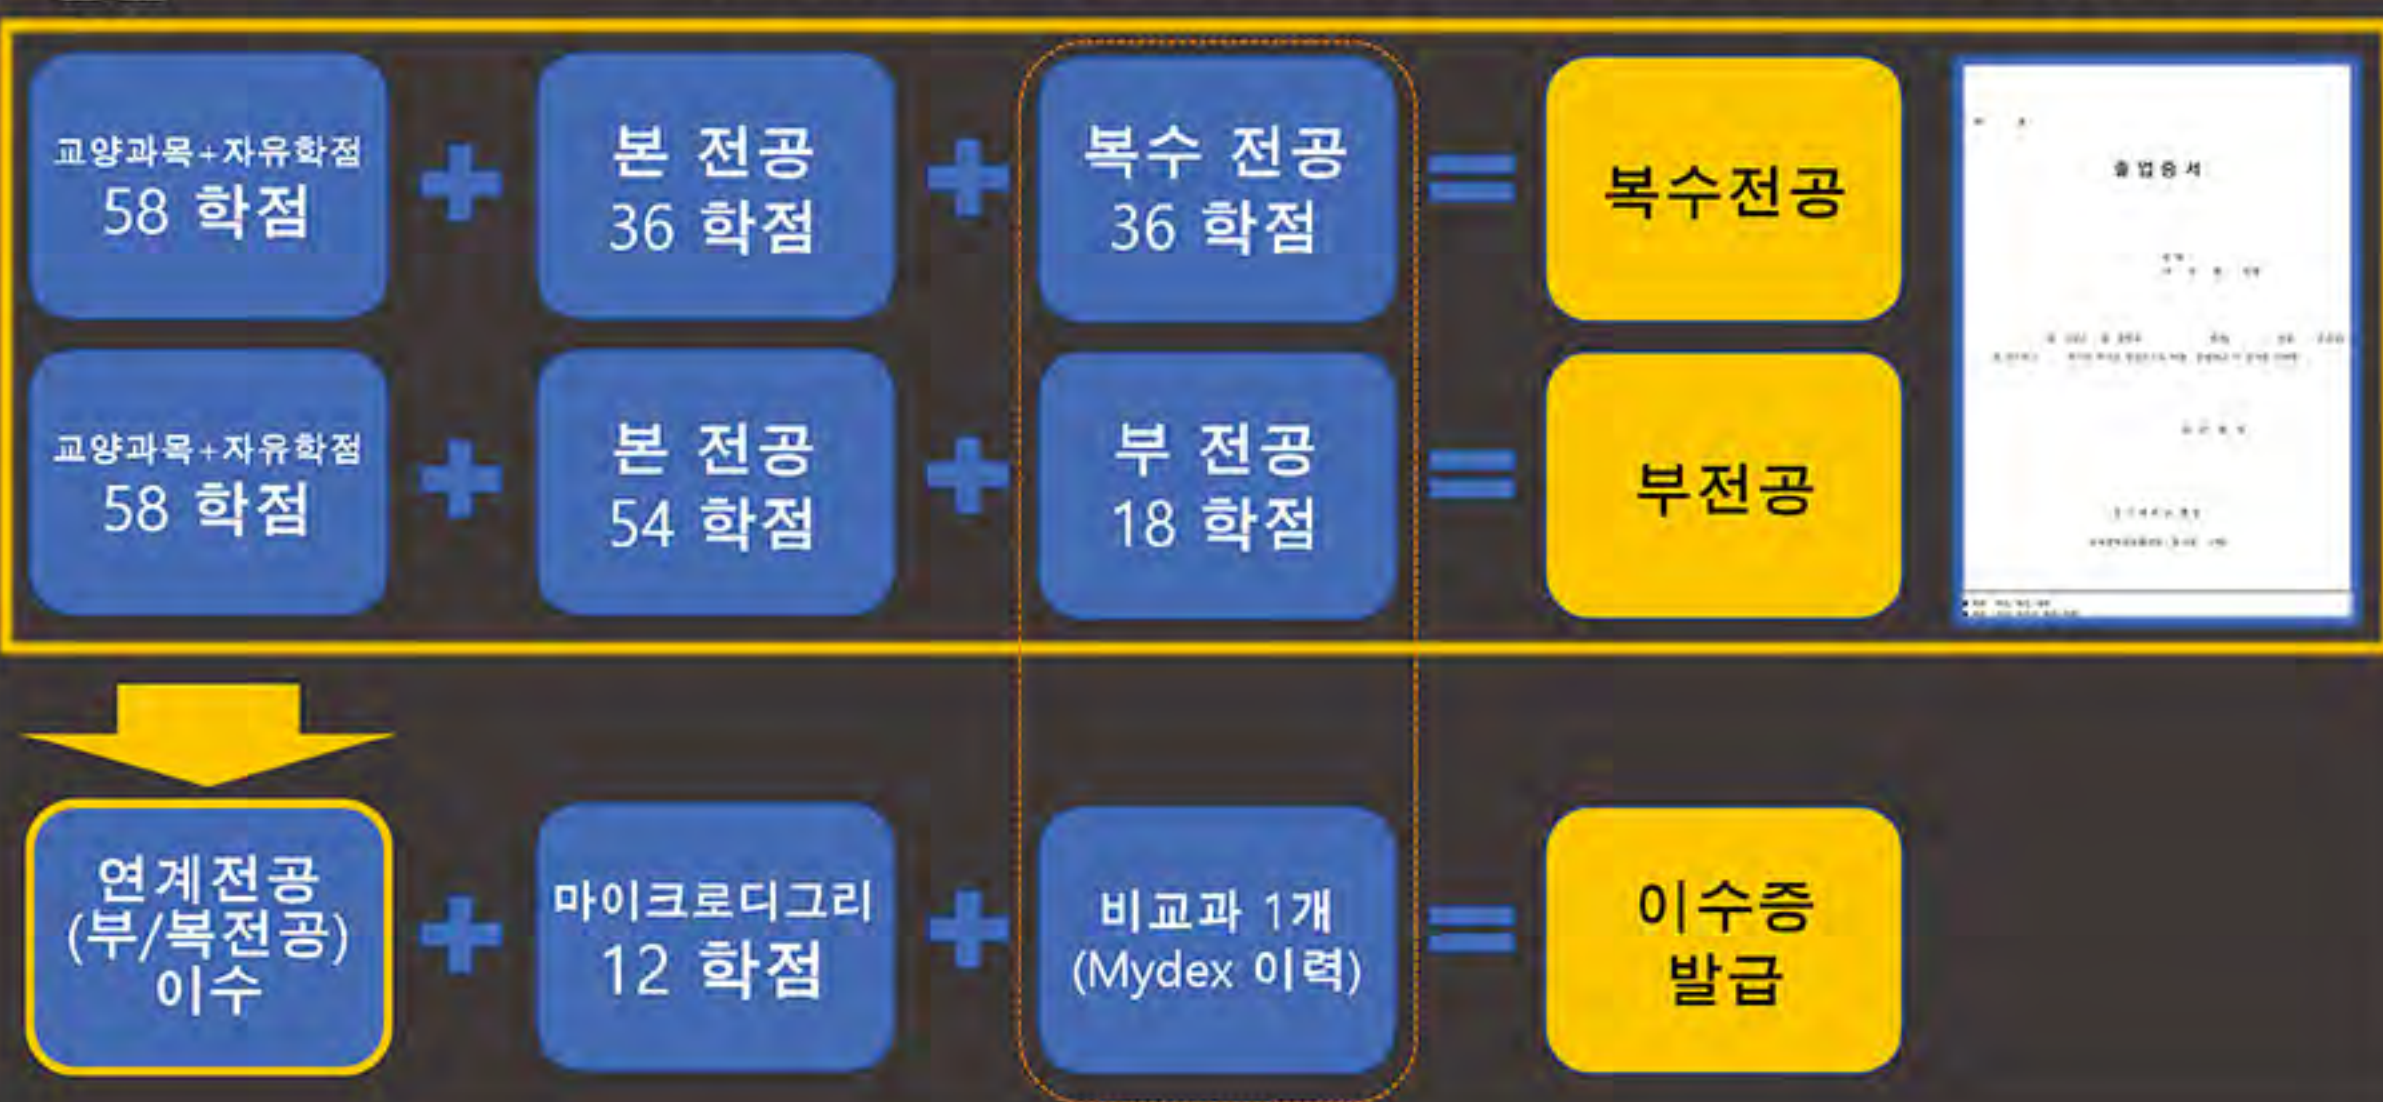 교양과목+자유학점
58 학점
본 전공
36 학점
복수 전공
36 학점
복수전공
졸업증서
교양과목+자유학점
58 학점
본 전공
54 학점
부 전공
18 학점
부전공
연계전공
(부/복전공)
이수
마이크로디그리
12 학점
비교과 1개
(Mydex 이력)
이수증
발급